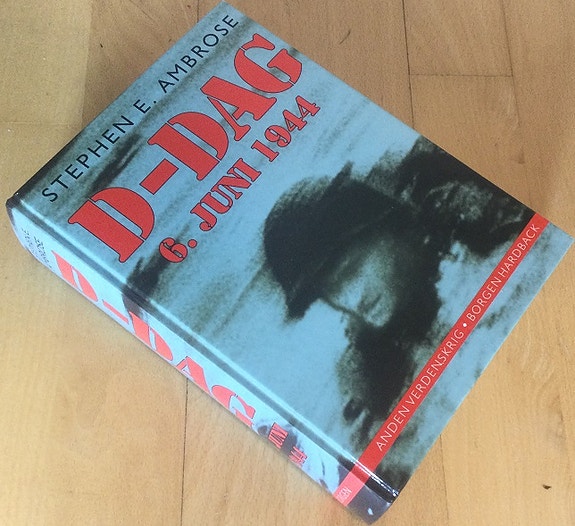 STEPHEN E. AMBROSE
D-DAG
6. JUNI 1944
ANDEN VERDENSKRIG • BORGEN HARDBACK
D-DAG